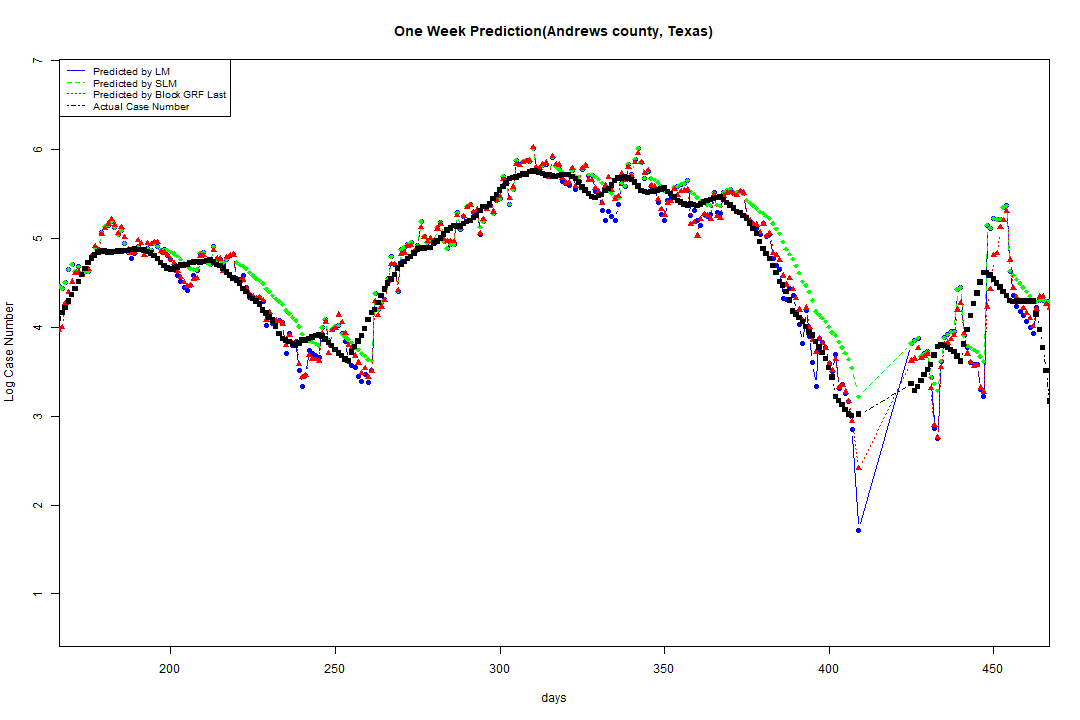 One Week Prediction(Andrews county, Texas)
7
Predicted by LM
Predicted by SLM
Predicted by Block GRF Last
Actual Case Number
6
5
4
3
2
1
Log Case Number
200 250 300 350 400 450
days